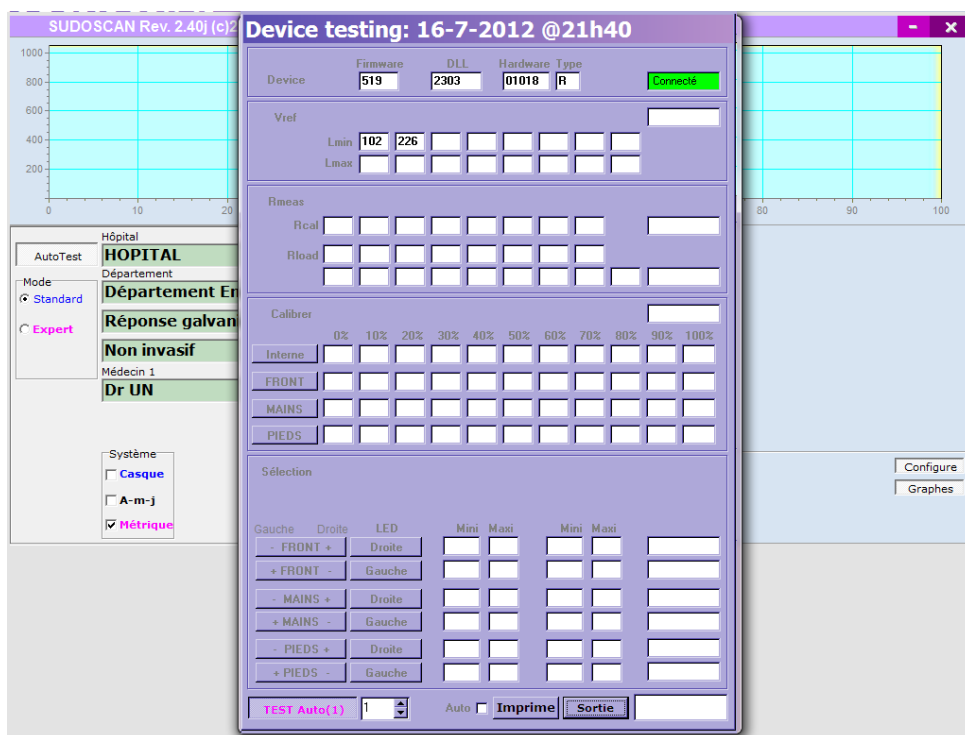 SUDOSCAN Rev. 2.40j (c)2
Device testing: 16-7-2012 @21h40
1000
800
600
400
200
0 10 20 80 90 100
Firmware DLL Hardware Type
Device 519 2303 01018 R Connecté
Vref
Lmin 102 226
Lmax
Rmeas
Rcal
Rload
Calibrer
0% 10% 20% 30% 40% 50% 60% 70% 80% 90% 100%
Interne
FRONT
MAINS
PIEDS
Sélection
Gauche Droite LED Mini Maxi Mini Maxi
- FRONT + Droite
+ FRONT - Gauche
- MAINS + Droite
+ MAINS - Gauche
- PIEDS + Droite
+ PIEDS - Gauche
TEST Auto(1) 1 Auto Imprime Sortie
AutoTest
Mode
Standard
Expert
Hôpital
HOPITAL
Département
Département En
Réponse galvan
Non invasif
Médecin 1
Dr UN
Système
Casque
A-m-j
Métrique
Configure
Graphes